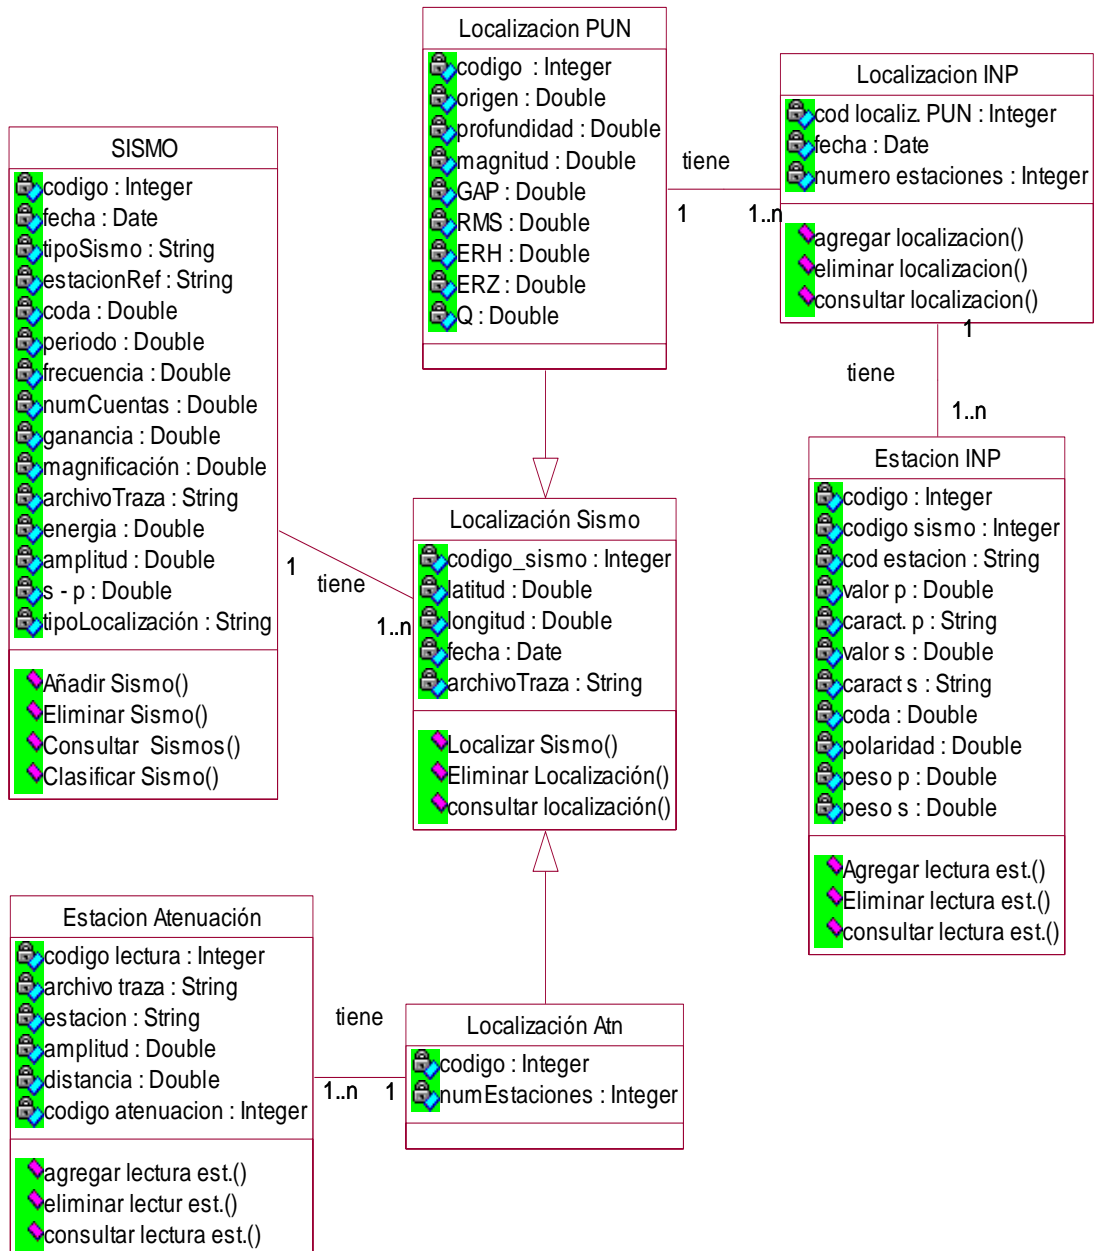 Localizacion PUN
codigo : Integer
origen : Double
profundidad : Double
magnitud : Double
GAP : Double
RMS : Double
ERH : Double
ERZ : Double
Q : Double
tiene
1
1..n
Localizacion INP
cod localiz. PUN : Integer
fecha : Date
numero estaciones : Integer
agregar localizacion()
eliminar localizacion()
consultar localizacion()
1
tiene
1..n
SISMO
codigo : Integer
fecha : Date
tipoSismo : String
estacionRef : String
coda : Double
periodo : Double
frecuencia : Double
numCuentas : Double
ganancia : Double
magnificación : Double
archivoTraza : String
energia : Double
amplitud : Double
s - p : Double
tipoLocalización : String
Añadir Sismo()
Eliminar Sismo()
Consultar Sismos()
Clasificar Sismo()
1
tiene
1..n
Localización Sismo
codigo_sismo : Integer
latitud : Double
longitud : Double
fecha : Date
archivoTraza : String
Localizar Sismo()
Eliminar Localización()
consultar localización()
Estacion INP
codigo : Integer
codigo sismo : Integer
cod estacion : String
valor p : Double
caract. p : String
valor s : Double
caract s : String
coda : Double
polaridad : Double
peso p : Double
peso s : Double
Agregar lectura est.()
Eliminar lectura est.()
consultar lectura est.()
Estacion Atenuación
codigo lectura : Integer
archivo traza : String
estacion : String
amplitud : Double
distancia : Double
codigo atenuacion : Integer
agregar lectura est.()
eliminar lectur est.()
consultar lectura est.()
tiene
1..n
1
Localización Atn
codigo : Integer
numEstaciones : Integer